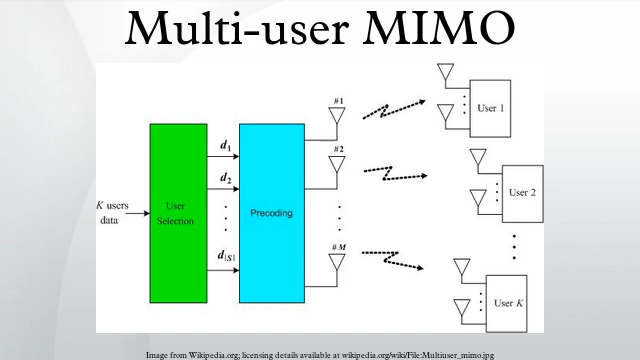 Multi-user MIMO
K users
data
User
Selection
d1
d2
d|S|
Precoding
#1
#2
#M
User 1
User 2
User K
Image from Wikipedia.org; licensing details available at wikipedia.org/wiki/File:Multiuser_mimo.jpg